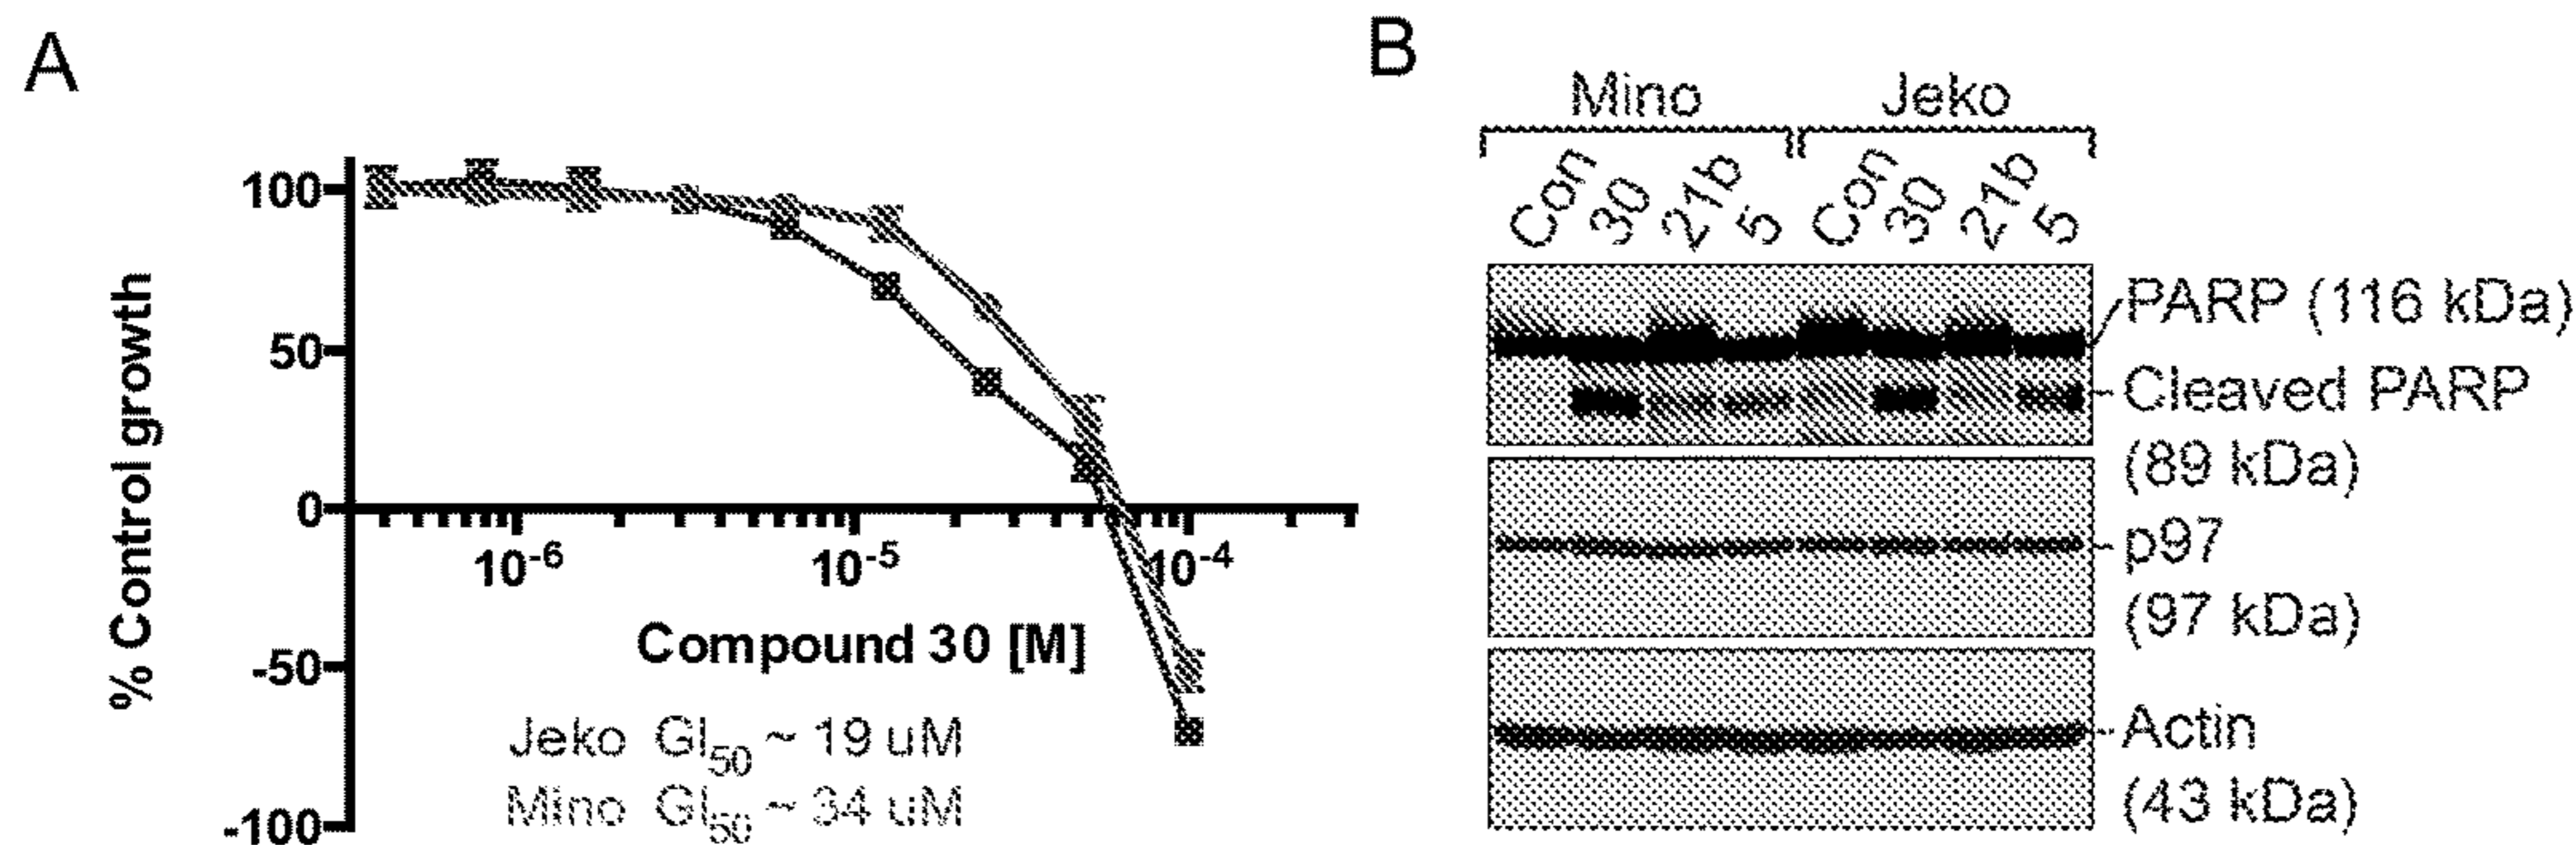 A
100
50
0
-50
-100
% Control growth
10-6
10-5
10-4
Compound 30 [M]
Jeko GI50 ~ 19 uM
Mino GI50 ~ 34 uM
B
Mino
Jeko
Con
30
21b
5
Con
30
21b
5
PARP (116 kDa)
Cleaved PARP
(89 kDa)
p97
(97 kDa)
Actin
(43 kDa)